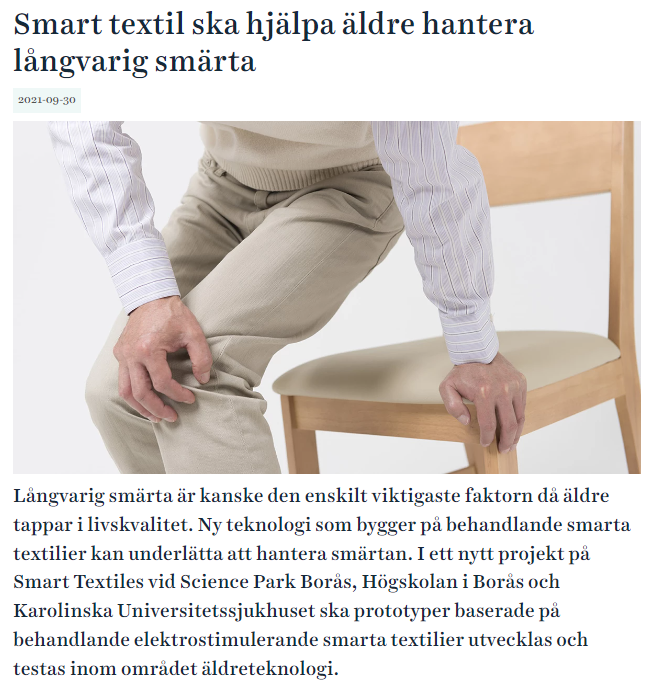 Smart textil ska hjälpa äldre hantera
långvarig smärta
2021-09-30
Långvarig smärta är kanske den enskilt viktigaste faktorn då äldre
tappar i livskvalitet. Ny teknologi som bygger på behandlande smarta
textilier kan underlätta att hantera smärtan. I ett nytt projekt på
Smart Textiles vid Science Park Borås, Högskolan i Borås och
Karolinska Universitetssjukhuset ska prototyper baserade på
behandlande elektrostimulerande smarta textilier utvecklas och
testas inom området äldreteknologi.